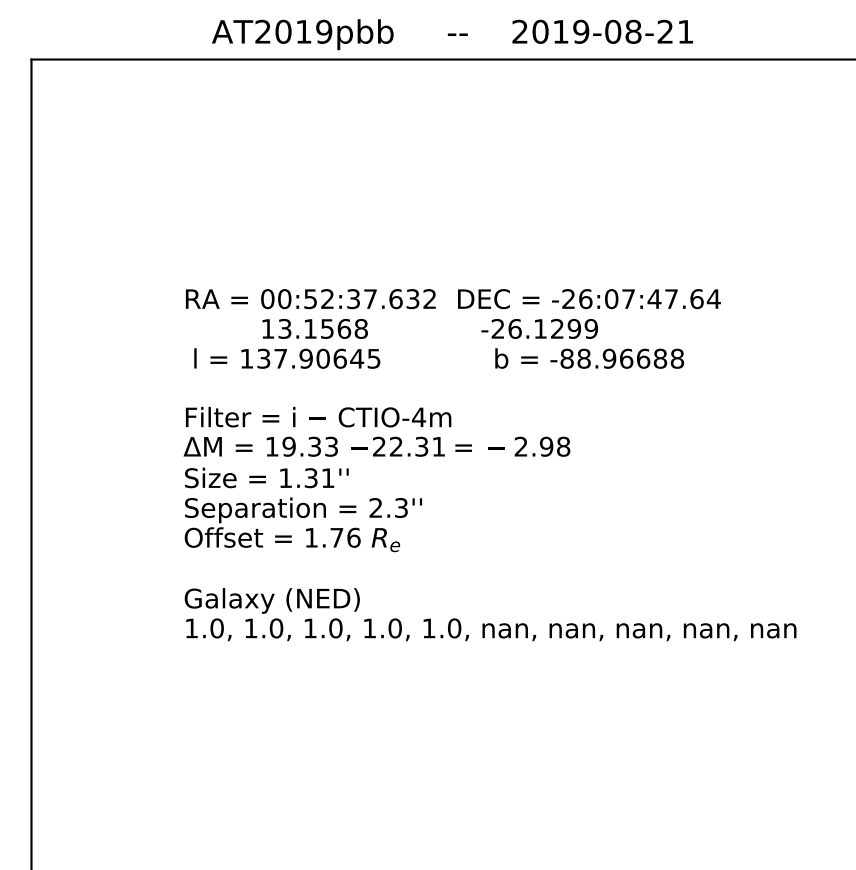 AT2019pbb -- 2019-08-21
RA = 00:52:37.632 DEC = -26:07:47.64
13.1568 -26.1299
l = 137.90645 b = -88.96688
Filter = i − CTIO-4m
ΔM = 19.33 −22.31 = − 2.98
Size = 1.31''
Separation = 2.3''
Offset = 1.76 Re
Galaxy (NED)
1.0, 1.0, 1.0, 1.0, 1.0, nan, nan, nan, nan, nan